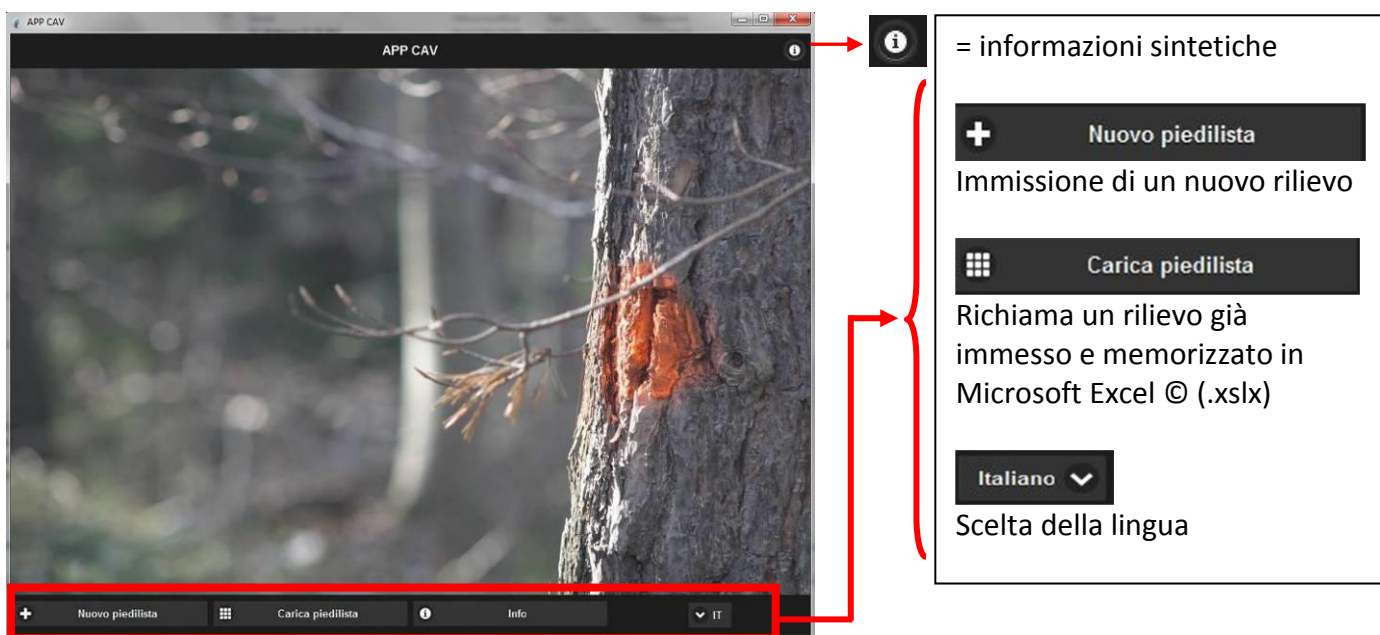 APP CAV
APP CAV
Nuovo piedilista
Carica piedilista
Info
IT
= informazioni sintetiche
Nuovo piedilista
Immissione di un nuovo rilievo
Carica piedilista
Richiama un rilievo già
immesso e memorizzato in
Microsoft Excel © (.xslx)
Italiano
Scelta della lingua